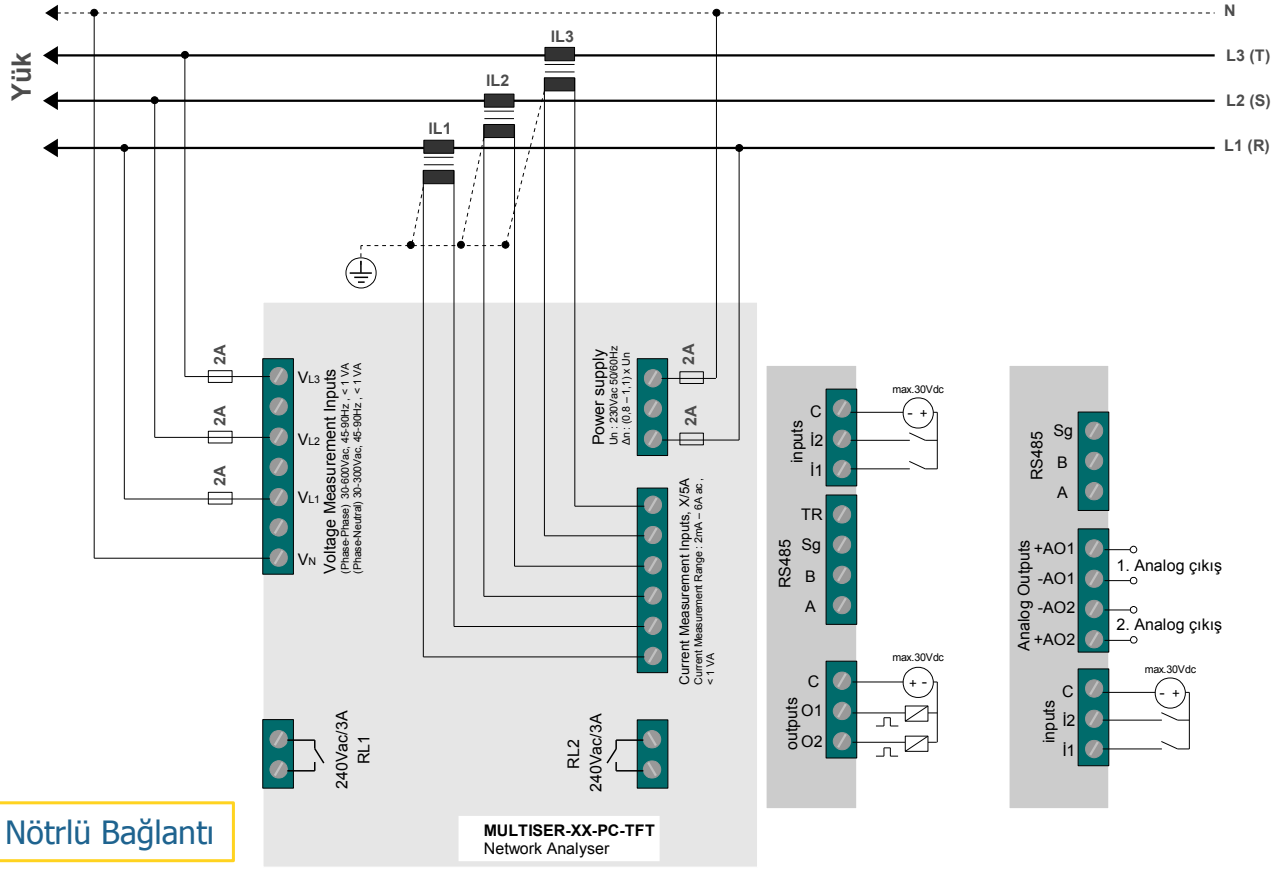 N
L3 (T)
L2 (S)
L1 (R)
Yük
IL3
IL2
IL1
2A
2A
2A
VL3
VL2
VL1
VN
Voltage Measurement Inputs
(Phase-Phase) 30-600Vac, 45-90Hz , < 1 VA
(Phase-Neutral) 30-300Vac, 45-90Hz , < 1 VA
Power supply
Un : 230Vac 50/60Hz
Δn : (0,8 – 1,1) x Un
2A
2A
Current Measurement Inputs, X/5A
Current Measurement Range : 2mA – 6A ac ,
< 1 VA
240Vac/3A
RL1
RL2
240Vac/3A
MULTISER-XX-PC-TFT
Network Analyser
Nötrlü Bağlantı
inputs
C
İ2
İ1
max.30Vdc
- +
RS485
TR
Sg
B
A
outputs
C
O1
O2
max.30Vdc
+ -
RS485
Sg
B
A
Analog Outputs
+AO1
-AO1
-AO2
+AO2
1. Analog çıkış
2. Analog çıkış
inputs
C
İ2
İ1
max.30Vdc
- +